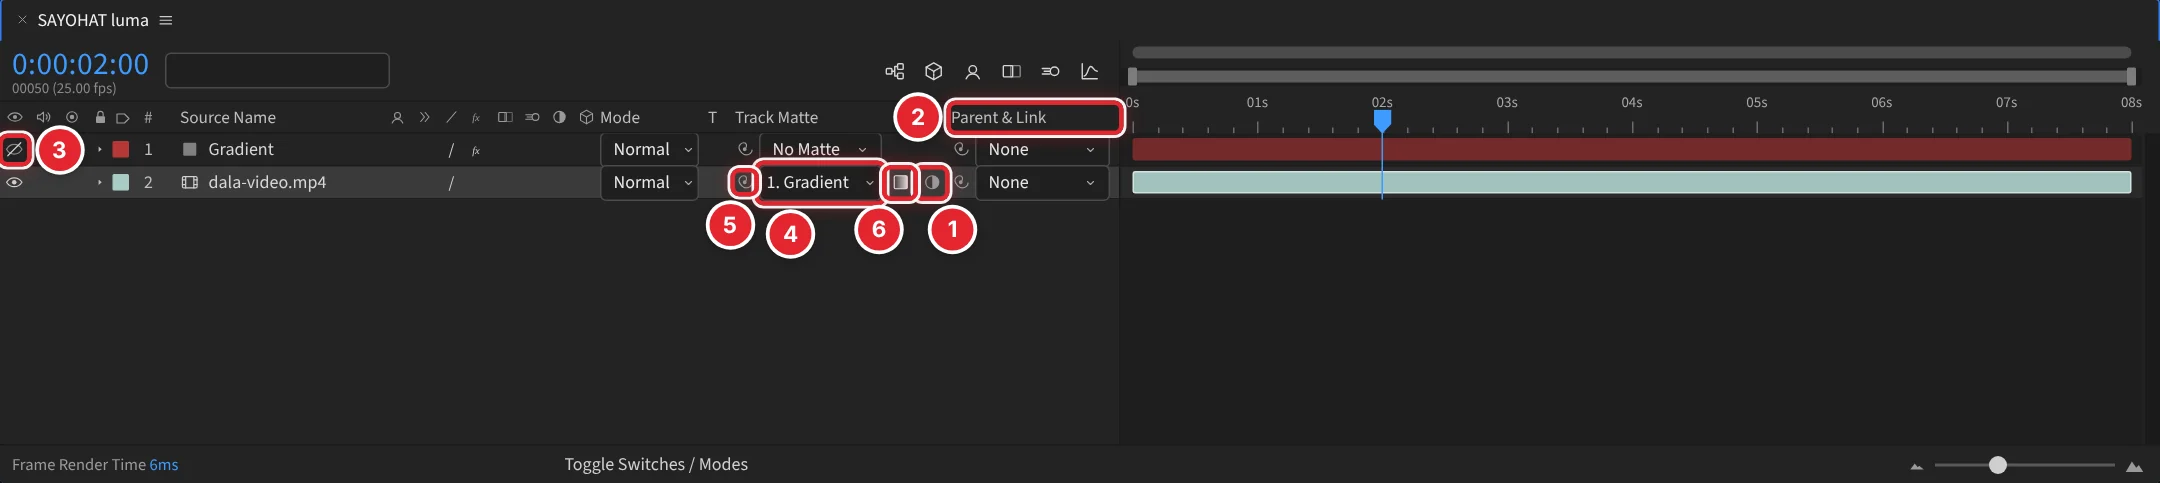 SAYOHAT luma
0:00:02:00
00050 (25.00 fps)
# Source Name fx Mode T Track Matte 2 Parent & Link
0s 01s 02s 03s 04s 05s 06s 07s 08s
3 1 Gradient fx Normal No Matte None
2 dala-video.mp4 Normal 1. Gradient None
5 4 6 1
Frame Render Time 6ms Toggle Switches / Modes